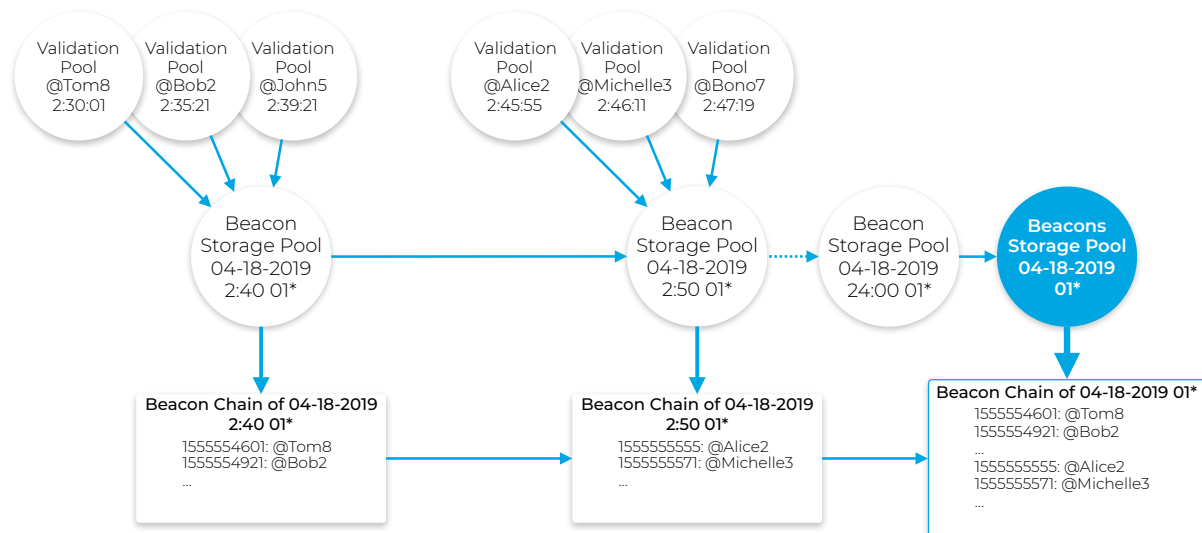 Validation
Pool
@Tom8
2:30:01
Validation
Pool
@Bob2
2:35:21
Validation
Pool
@John5
2:39:21
Validation
Pool
@Alice2
2:45:55
Validation
Pool
@Michelle3
2:46:11
Validation
Pool
@Bono7
2:47:19
Beacon
Storage Pool
04-18-2019
2:40 01*
Beacon
Storage Pool
04-18-2019
2:50 01*
Beacon
Storage Pool
04-18-2019
24:00 01*
Beacons
Storage Pool
04-18-2019
01*
Beacon Chain of 04-18-2019
2:40 01*
1555554601: @Tom8
1555554921: @Bob2
...
Beacon Chain of 04-18-2019
2:50 01*
1555555555: @Alice2
1555555571: @Michelle3
...
Beacon Chain of 04-18-2019 01*
1555554601: @Tom8
1555554921: @Bob2
...
1555555555: @Alice2
1555555571: @Michelle3
...